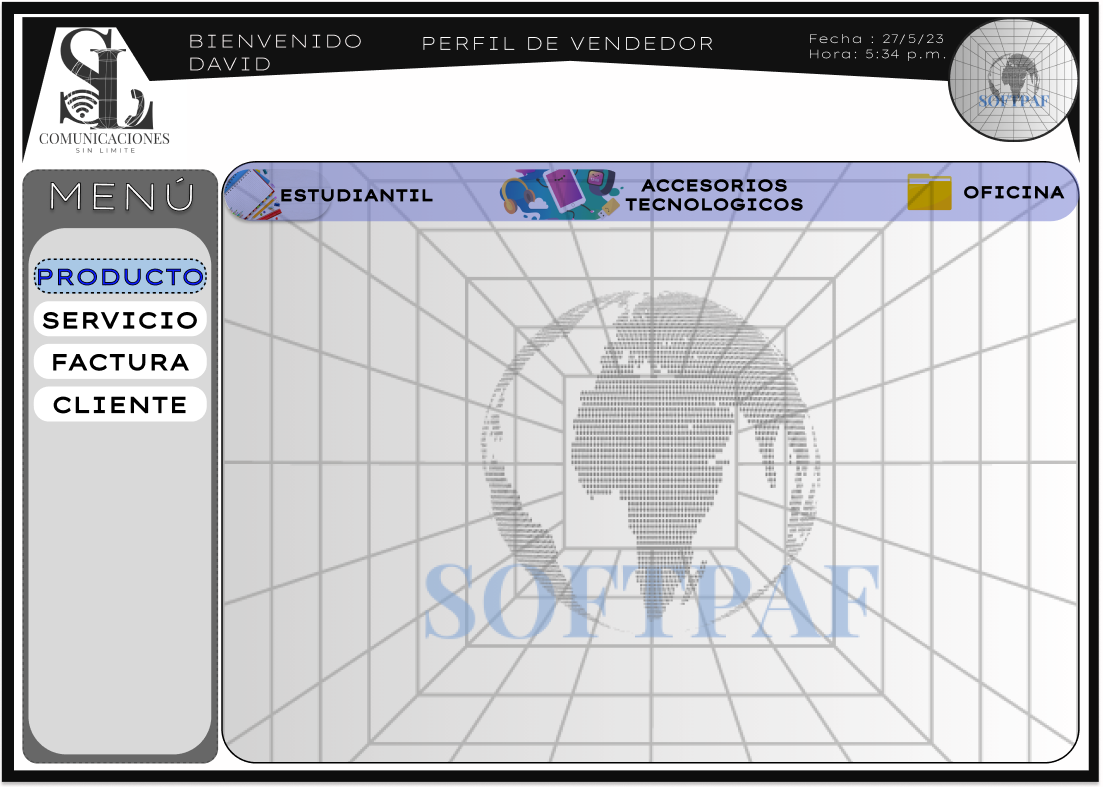 SL
COMUNICACIONES
SIN LIMITE
BIENVENIDO
DAVID
PERFIL DE VENDEDOR
Fecha : 27/5/23
Hora: 5:34 p.m.
SOFTPAF
MENÚ
PRODUCTO
SERVICIO
FACTURA
CLIENTE
ESTUDIANTIL
ACCESORIOS
TECNOLOGICOS
OFICINA
SOFTPAF